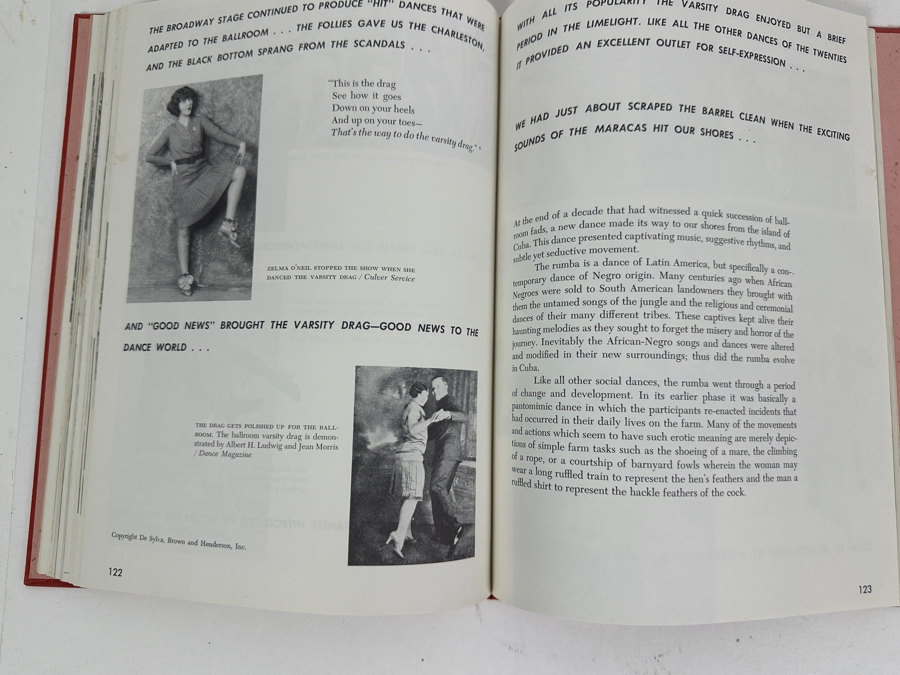 THE BROADWAY STAGE CONTINUED TO PRODUCE "HIT" DANCES THAT WERE
ADAPTED TO THE BALLROOM . . . THE FOLLIES GAVE US THE CHARLESTON,
AND THE BLACK BOTTOM SPRANG FROM THE SCANDALS . . .
"This is the drag
See how it goes
Down on your heels
And up on your toes—
That's the way to do the varsity drag." *
ZELMA O'NEIL STOPPED THE SHOW WHEN SHE
DANCED THE VARSITY DRAG / Culver Service
AND "GOOD NEWS" BROUGHT THE VARSITY DRAG—GOOD NEWS TO THE
DANCE WORLD . . .
THE DRAG GETS POLISHED UP FOR THE BALL-
ROOM. The ballroom varsity drag is demon-
strated by Albert H. Ludwig and Jean Morris
/ Dance Magazine
Copyright De Sylva, Brown and Henderson, Inc.
122
WITH ALL ITS POPULARITY THE VARSITY DRAG ENJOYED BUT A BRIEF
PERIOD IN THE LIMELIGHT. LIKE ALL THE OTHER DANCES OF THE TWENTIES
IT PROVIDED AN EXCELLENT OUTLET FOR SELF-EXPRESSION . . .
WE HAD JUST ABOUT SCRAPED THE BARREL CLEAN WHEN THE EXCITING
SOUNDS OF THE MARACAS HIT OUR SHORES . . .
At the end of a decade that had witnessed a quick succession of ball-
room fads, a new dance made its way to our shores from the island of
Cuba. This dance presented captivating music, suggestive rhythms, and
subtle yet seductive movement.
The rumba is a dance of Latin America, but specifically a con-
temporary dance of Negro origin. Many centuries ago when African
Negroes were sold to South American landowners they brought with
them the untamed songs of the jungle and the religious and ceremonial
dances of their many different tribes. These captives kept alive their
haunting melodies as they sought to forget the misery and horror of the
journey. Inevitably the African-Negro songs and dances were altered
and modified in their new surroundings; thus did the rumba evolve
in Cuba.
Like all other social dances, the rumba went through a period
of change and development. In its earlier phase it was basically a
pantomimic dance in which the participants re-enacted incidents that
had occurred in their daily lives on the farm. Many of the movements
and actions which seem to have such erotic meaning are merely depic-
tions of simple farm tasks such as the shoeing of a mare, the climbing
of a rope, or a courtship of barnyard fowls wherein the woman may
wear a long ruffled train to represent the hen's feathers and the man a
ruffled shirt to represent the hackle feathers of the cock.
123